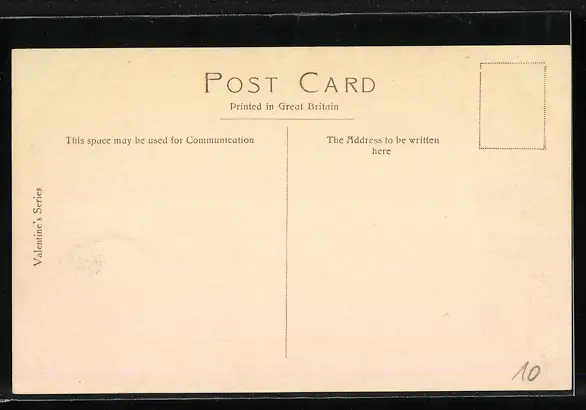 POST CARD
Printed in Great Britain
This space may be used for Communication
The Address to be written
here
Valentine's Series
10